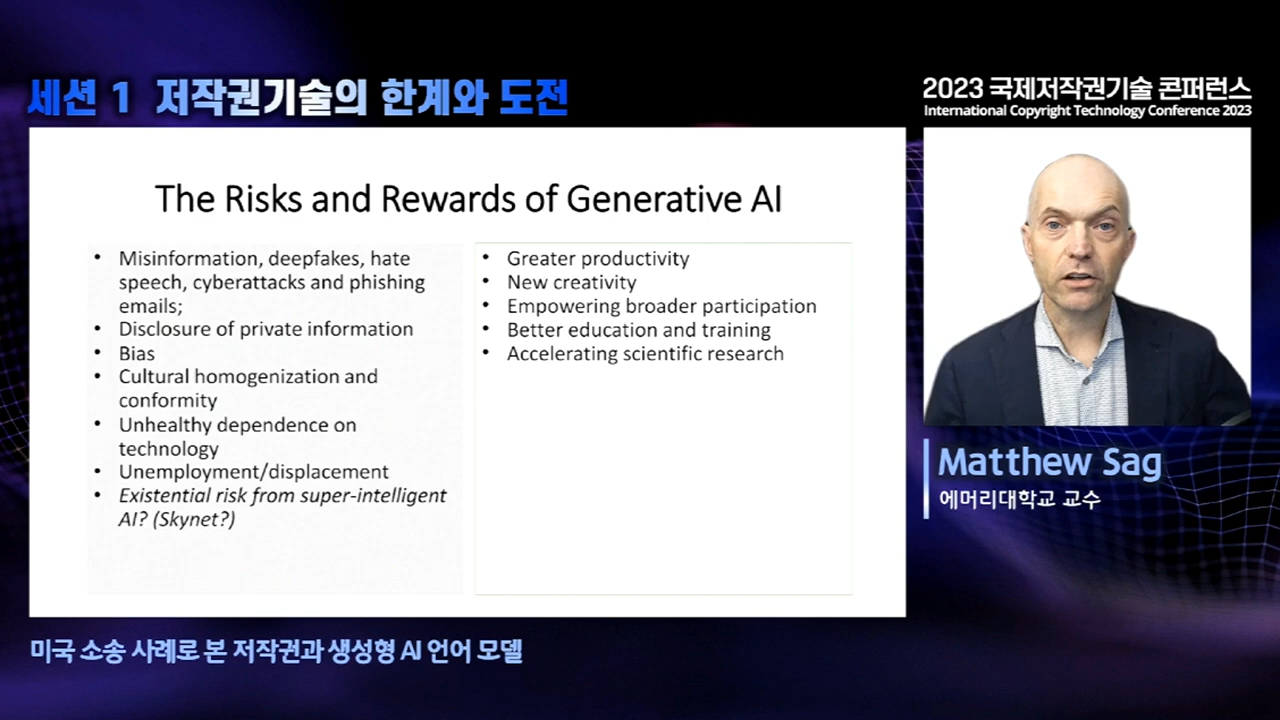 세션 1 저작권기술의 한계와 도전
2023 국제저작권기술 콘퍼런스
International Copyright Technology Conference 2023
The Risks and Rewards of Generative AI
• Misinformation, deepfakes, hate
speech, cyberattacks and phishing
emails;
• Disclosure of private information
• Bias
• Cultural homogenization and
conformity
• Unhealthy dependence on
technology
• Unemployment/displacement
• Existential risk from super-intelligent
AI? (Skynet?)
• Greater productivity
• New creativity
• Empowering broader participation
• Better education and training
• Accelerating scientific research
Matthew Sag
에머리대학교 교수
미국 소송 사례로 본 저작권과 생성형 AI 언어 모델